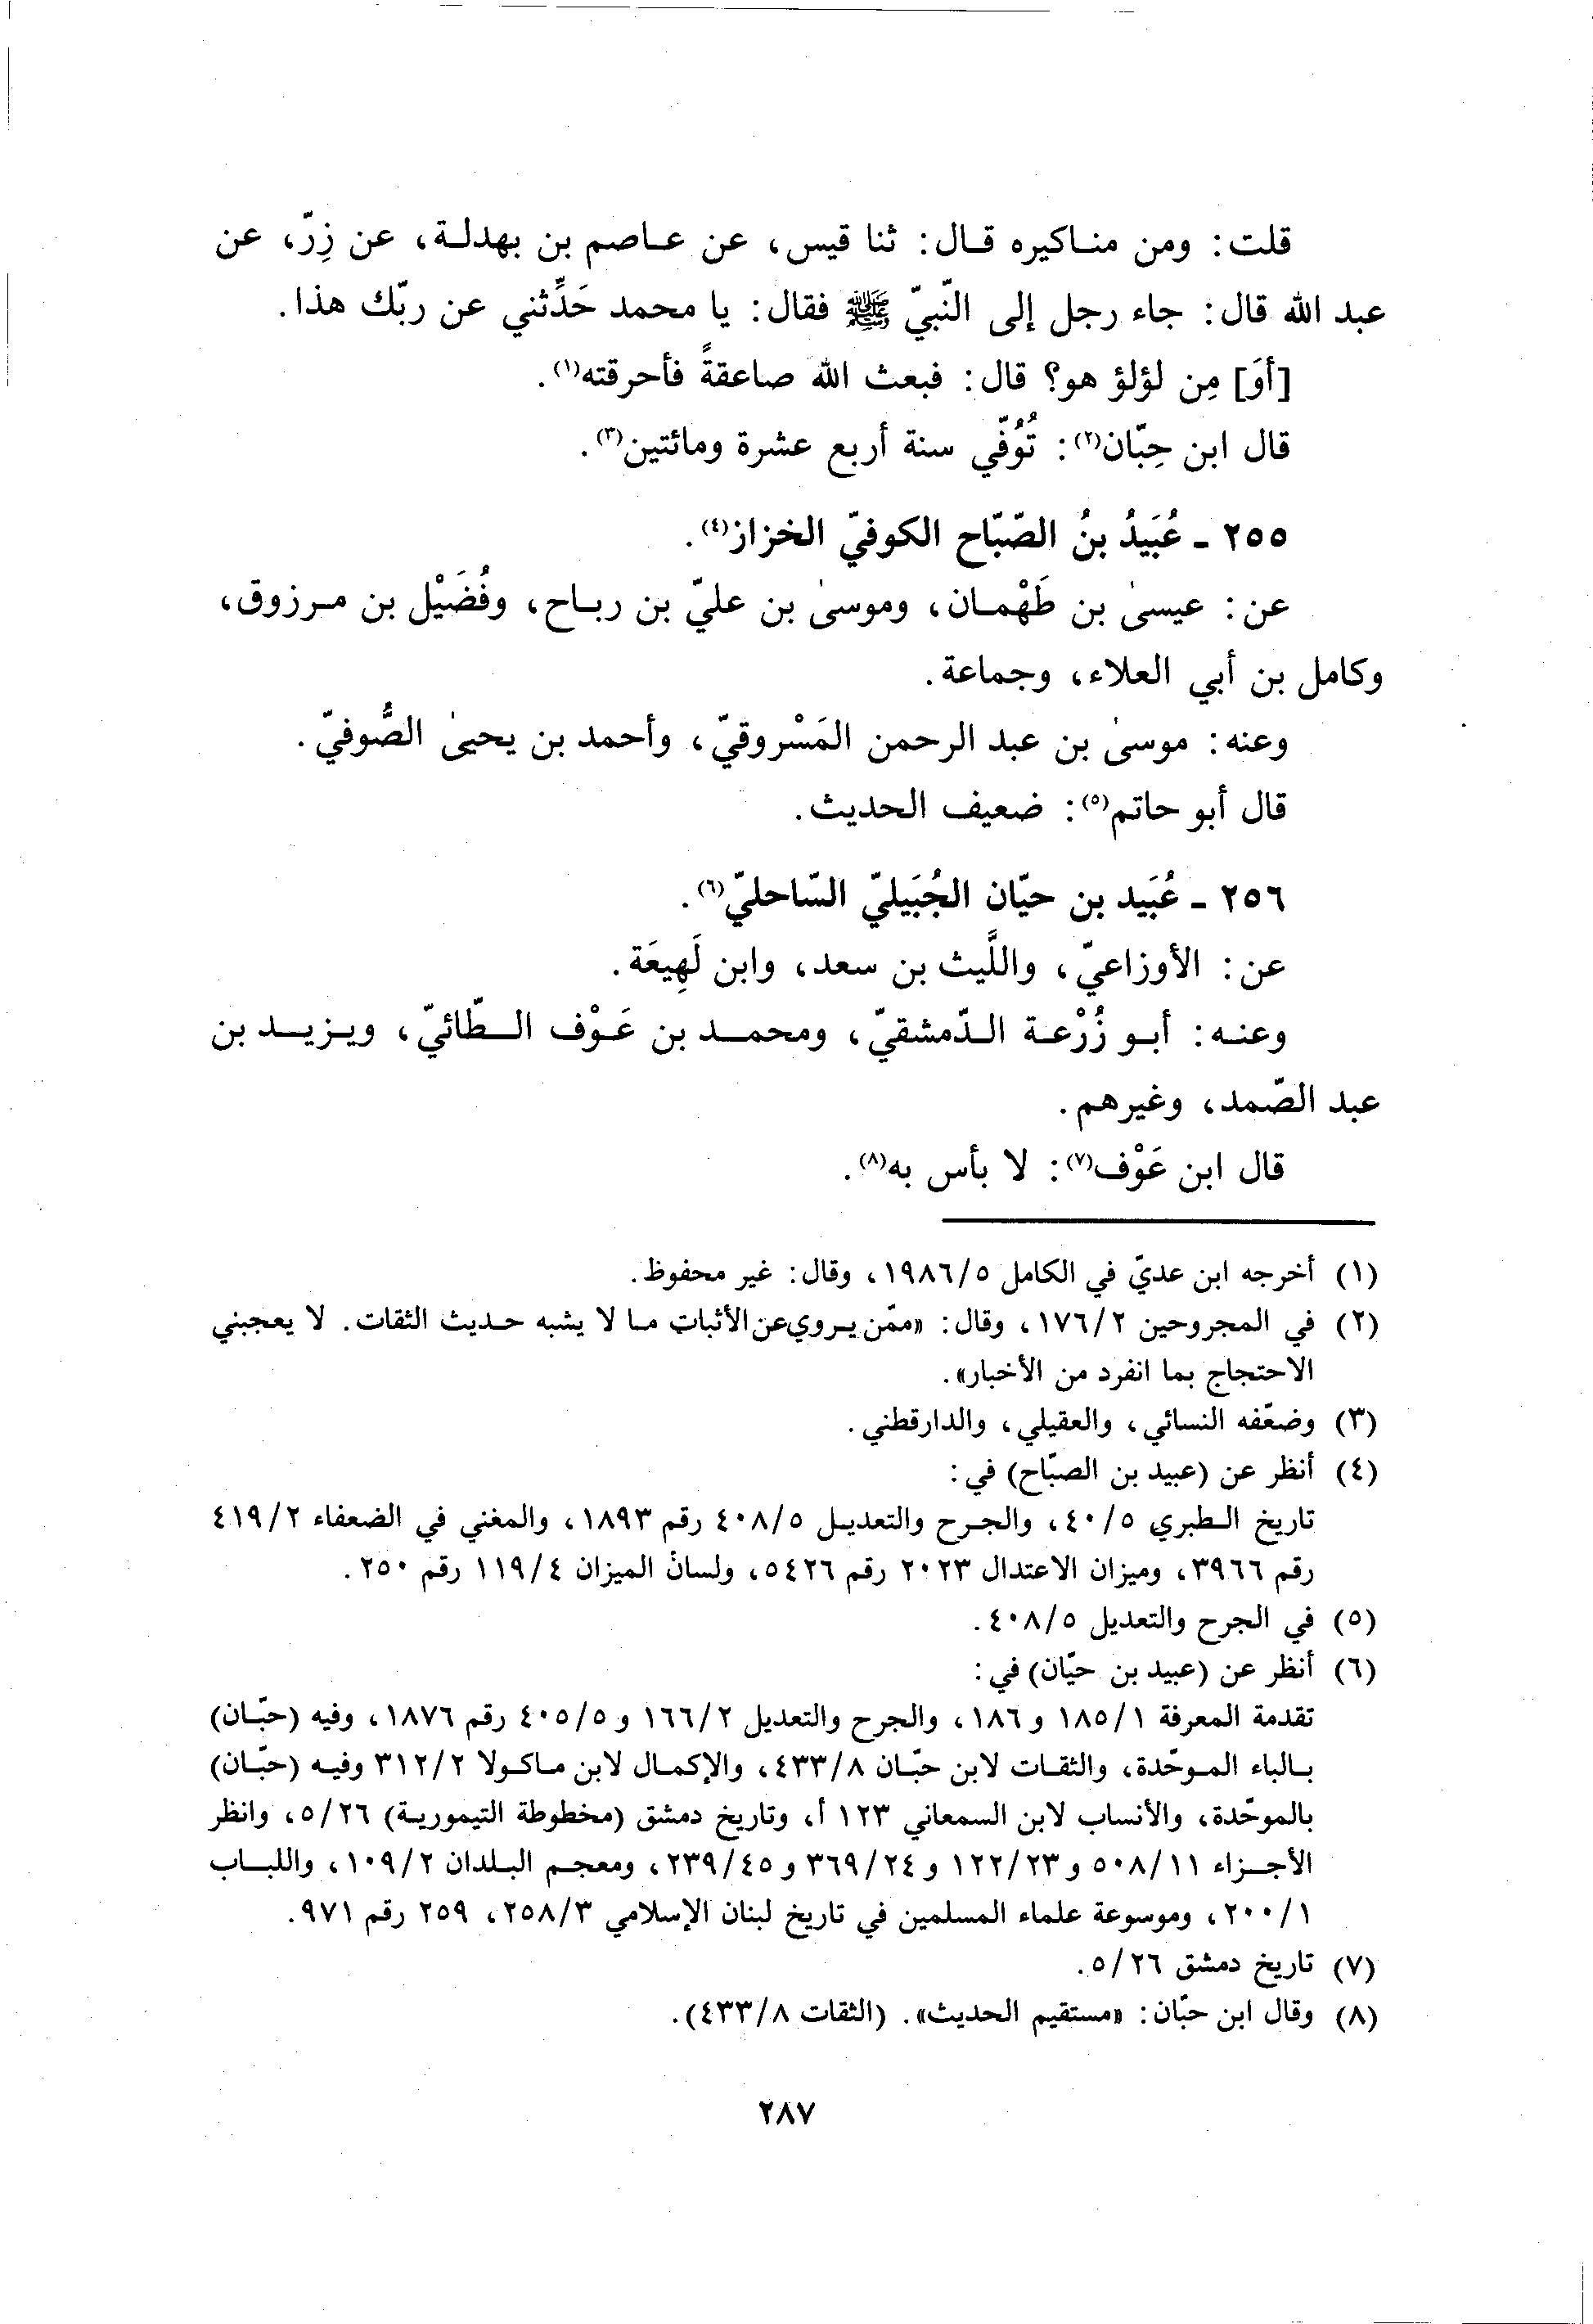 قلت: ومن مناكيره قال: ثنا قيس، عن عاصم بن بهدلة، عن زِرّ، عن
عبد الله قال: جاء رجل إلى النّبيّ ﷺ فقال: يا محمد حَدِّثني عن ربّك هذا.
[أوَ] مِن لؤلؤ هو؟ قال: فبعث الله صاعقةً فأحرقته(١).
قال ابن حِبّان(٢): تُوُفّي سنة أربع عشرة ومائتين(٣).
٢٥٥ - عُبَيدُ بنُ الصّبّاح الكوفيّ الخزاز(٤).
عن: عيسىٰ بن طَهْمان، وموسىٰ بن عليّ بن رباح، وفُضَيْل بن مرزوق،
وكامل بن أبي العلاء، وجماعة.
وعنه: موسىٰ بن عبد الرحمن المَسْروقيّ، وأحمد بن يحيىٰ الصُّوفيّ.
قال أبو حاتم(٥): ضعيف الحديث.
٢٥٦ - عُبَيد بن حيّان الجُبَيليّ السّاحليّ(٦).
عن: الأوزاعيّ، واللَّيث بن سعد، وابن لَهِيعَة.
وعنه: أبو زُرْعة الدّمشقيّ، ومحمد بن عَوْف الطّائيّ، ويزيد بن
عبد الصّمد، وغيرهم.
قال ابن عَوْف(٧): لا بأس به(٨).
(١) أخرجه ابن عديّ في الكامل ١٩٨٦/٥، وقال: غير محفوظ.
(٢) في المجروحين ١٧٦/٢، وقال: «ممّن يروي عن الأثبات ما لا يشبه حديث الثقات. لا يعجبني
الاحتجاج بما انفرد من الأخبار».
(٣) وضعّفه النسائي، والعقيلي، والدارقطني.
(٤) أنظر عن (عبيد بن الصبّاح) في:
تاريخ الطبري ٤٠/٥، والجرح والتعديل ٤٠٨/٥ رقم ١٨٩٣، والمغني في الضعفاء ٤١٩/٢
رقم ٣٩٦٦، وميزان الاعتدال ٢٠٢٣ رقم ٥٤٢٦، ولسان الميزان ١١٩/٤ رقم ٢٥٠.
(٥) في الجرح والتعديل ٤٠٨/٥.
(٦) أنظر عن (عبيد بن حيّان) في:
تقدمة المعرفة ١٨٥/١ و١٨٦، والجرح والتعديل ١٦٦/٢ و٤٠٥/٥ رقم ١٨٧٦، وفيه (حبّان)
بالباء الموحّدة، والثقات لابن حبّان ٤٣٣/٨، والإكمال لابن ماكولا ٣١٢/٢ وفيه (حبّان)
بالموحّدة، والأنساب لابن السمعاني ١٢٣ أ، وتاريخ دمشق (مخطوطة التيمورية) ٥/٢٦، وانظر
الأجزاء ٥٠٨/١١ و١٢٢/٢٣ و٣٦٩/٢٤ و٢٣٩/٤٥، ومعجم البلدان ١٠٩/٢، واللباب
٢٠٠/١، وموسوعة علماء المسلمين في تاريخ لبنان الإسلامي ٢٥٨/٣، ٢٥٩ رقم ٩٧١.
(٧) تاريخ دمشق ٥/٢٦.
(٨) وقال ابن حبّان: «مستقيم الحديث». (الثقات ٤٣٣/٨).
٢٨٧